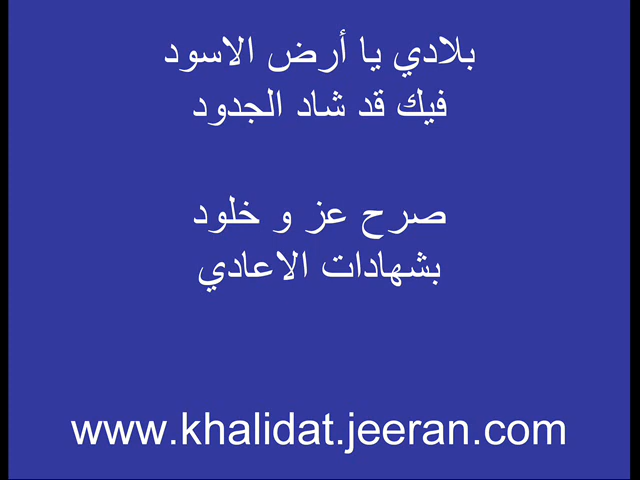 بلادي يا أرض الاسود
فيك قد شاد الجدود
صرح عز و خلود
بشهادات الاعادي
www.khalidat.jeeran.com